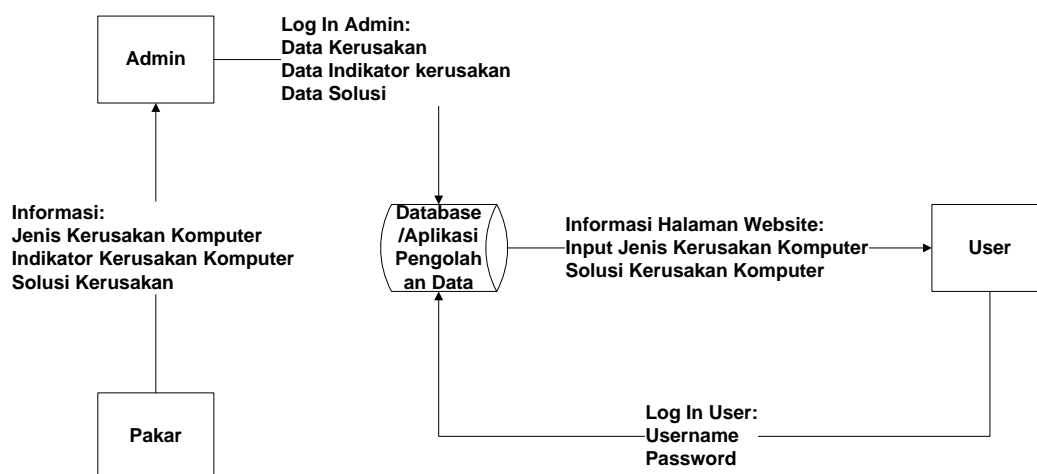 Admin
Log In Admin:
Data Kerusakan
Data Indikator kerusakan
Data Solusi
Informasi:
Jenis Kerusakan Komputer
Indikator Kerusakan Komputer
Solusi Kerusakan
Database
/Aplikasi
Pengolah
an Data
Informasi Halaman Website:
Input Jenis Kerusakan Komputer
Solusi Kerusakan Komputer
User
Pakar
Log In User:
Username
Password